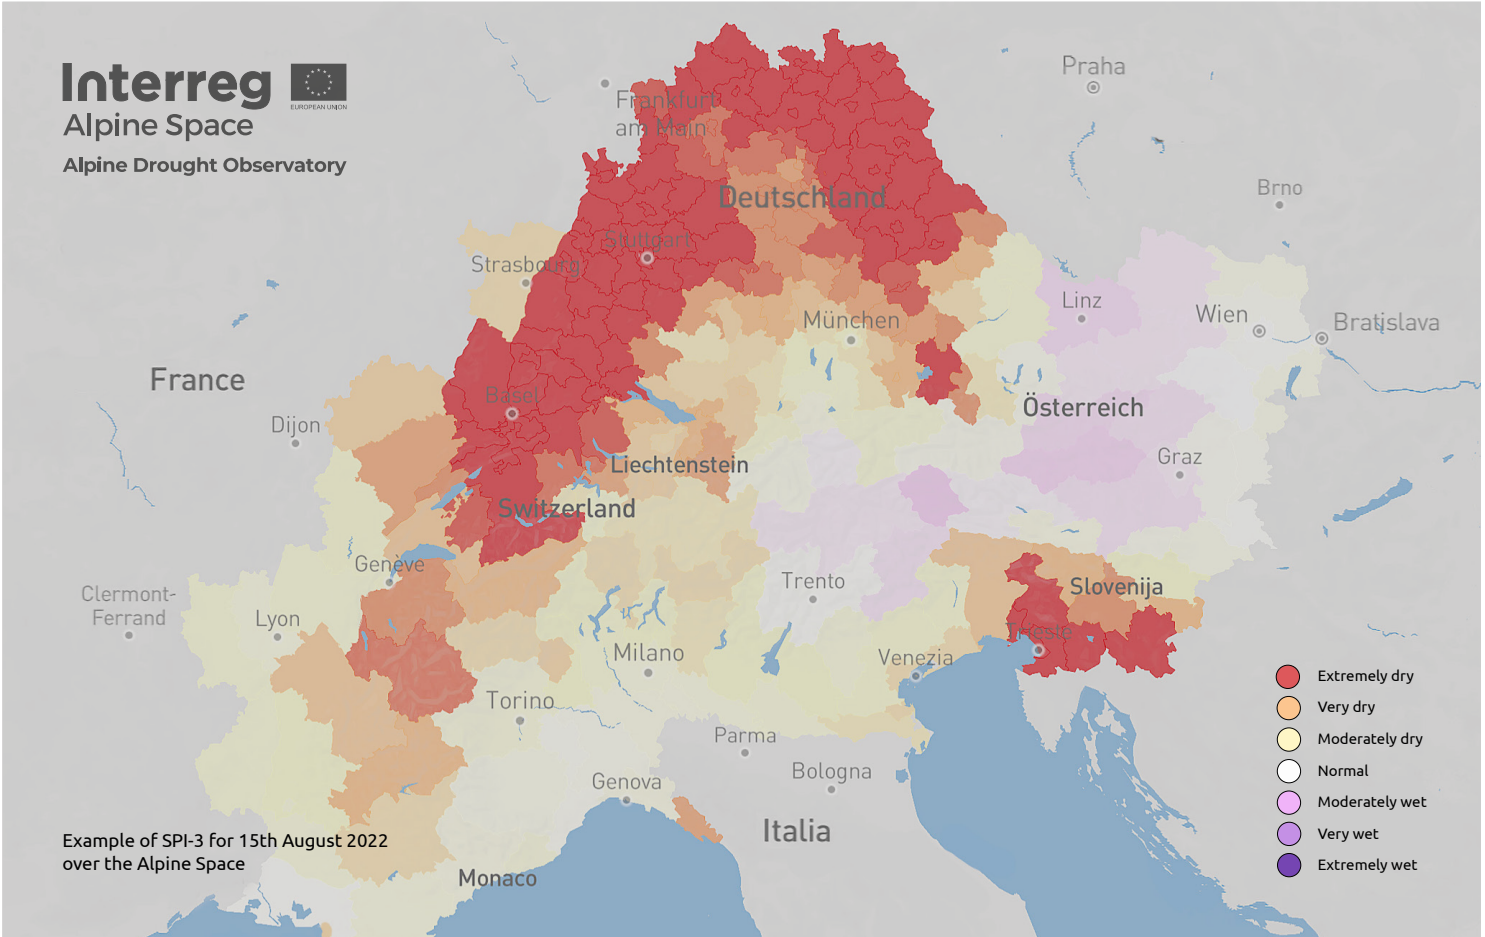 Interreg
EUROPEAN UNION
Alpine Space
Alpine Drought Observatory
Praha
Frankfurt
am Main
Brno
Deutschland
Stuttgart
Strasbourg
Linz
Wien
Bratislava
München
France
Basel
Österreich
Dijon
Graz
Liechtenstein
Switzerland
Genève
Trento
Slovenija
Clermont-
Ferrand
Lyon
Trieste
Milano
Venezia
Torino
Parma
Bologna
Genova
Italia
Monaco
Extremely dry
Very dry
Moderately dry
Normal
Moderately wet
Very wet
Extremely wet
Example of SPI-3 for 15th August 2022
over the Alpine Space